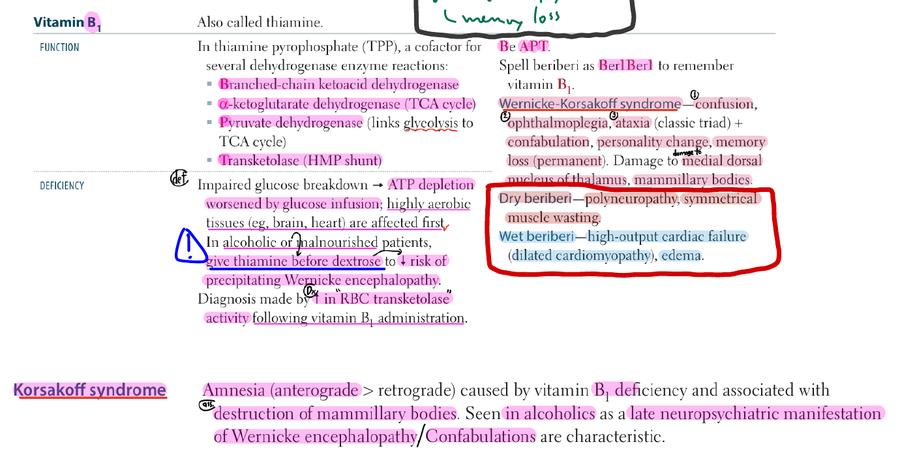 ↳ memory loss
Vitamin B1
Also called thiamine.
FUNCTION
In thiamine pyrophosphate (TPP), a cofactor for
several dehydrogenase enzyme reactions:
▪ Branched-chain ketoacid dehydrogenase
▪ α-ketoglutarate dehydrogenase (TCA cycle)
▪ Pyruvate dehydrogenase (links glycolysis to
TCA cycle)
▪ Transketolase (HMP shunt)
Be APT.
Spell beriberi as Ber1Ber1 to remember
vitamin B1.
Wernicke-Korsakoff syndrome—① confusion,
② ophthalmoplegia, ③ ataxia (classic triad) +
confabulation, personality change, memory
loss (permanent). Damage to damage to medial dorsal
nucleus of thalamus, mammillary bodies.
Dry beriberi—polyneuropathy, symmetrical
muscle wasting.
Wet beriberi—high-output cardiac failure
(dilated cardiomyopathy), edema.
DEFICIENCY
def
Impaired glucose breakdown → ATP depletion
worsened by glucose infusion; highly aerobic
tissues (eg, brain, heart) are affected first.
! In alcoholic or malnourished patients,
give thiamine before dextrose to ↓ risk of
precipitating Wernicke encephalopathy.
Diagnosis made by ↑ in "RBC transketolase"
activity following vitamin B1 administration.
Korsakoff syndrome
Amnesia (anterograde > retrograde) caused by vitamin B1 deficiency and associated with
destruction of mammillary bodies. Seen in alcoholics as a late neuropsychiatric manifestation
of Wernicke encephalopathy/Confabulations are characteristic.